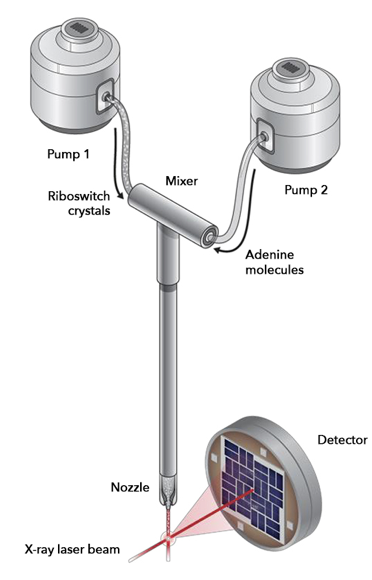 Pump 1
Mixer
Pump 2
Riboswitch
crystals
Adenine
molecules
Detector
Nozzle
X-ray laser beam